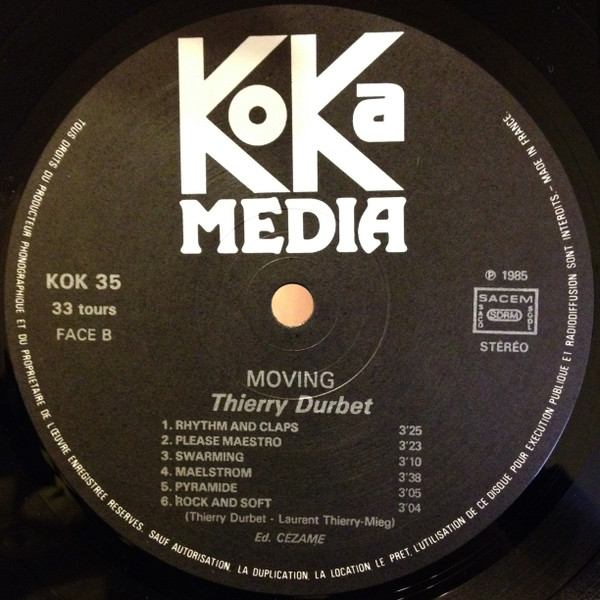 KoKa
MEDIA
KOK 35
33 tours
FACE B
℗ 1985
SACEM
SACD SDRM SGDL
STÉRÉO
MOVING
Thierry Durbet
1. RHYTHM AND CLAPS 3'25
2. PLEASE MAESTRO 3'23
3. SWARMING 3'10
4. MAELSTROM 3'38
5. PYRAMIDE 3'05
6. ROCK AND SOFT 3'04
(Thierry Durbet - Laurent Thierry-Mieg)
Ed. CÉZAME
TOUS DROITS DU PRODUCTEUR PHONOGRAPHIQUE ET DU PROPRIETAIRE DE L'ŒUVRE ENREGISTREE RESERVES. SAUF AUTORISATION. LA DUPLICATION. LA LOCATION LE PRET. L'UTILISATION DE CE DISQUE POUR EXECUTION PUBLIQUE ET RADIODIFFUSION SONT INTERDITS. - MADE IN FRANCE.